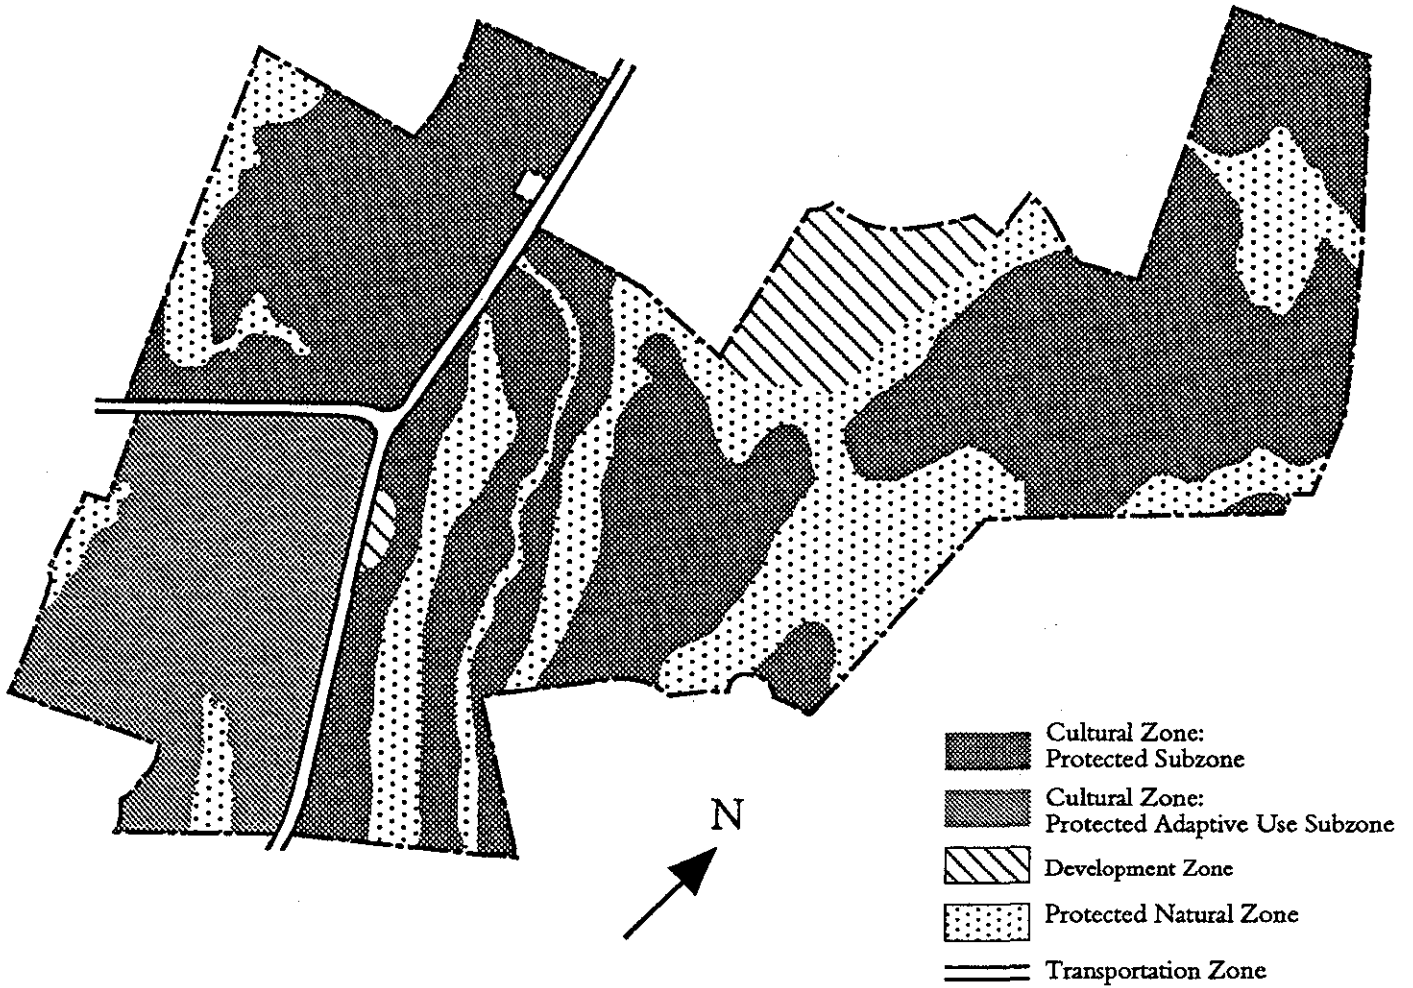 N
Cultural Zone:
Protected Subzone
Cultural Zone:
Protected Adaptive Use Subzone
Development Zone
Protected Natural Zone
Transportation Zone